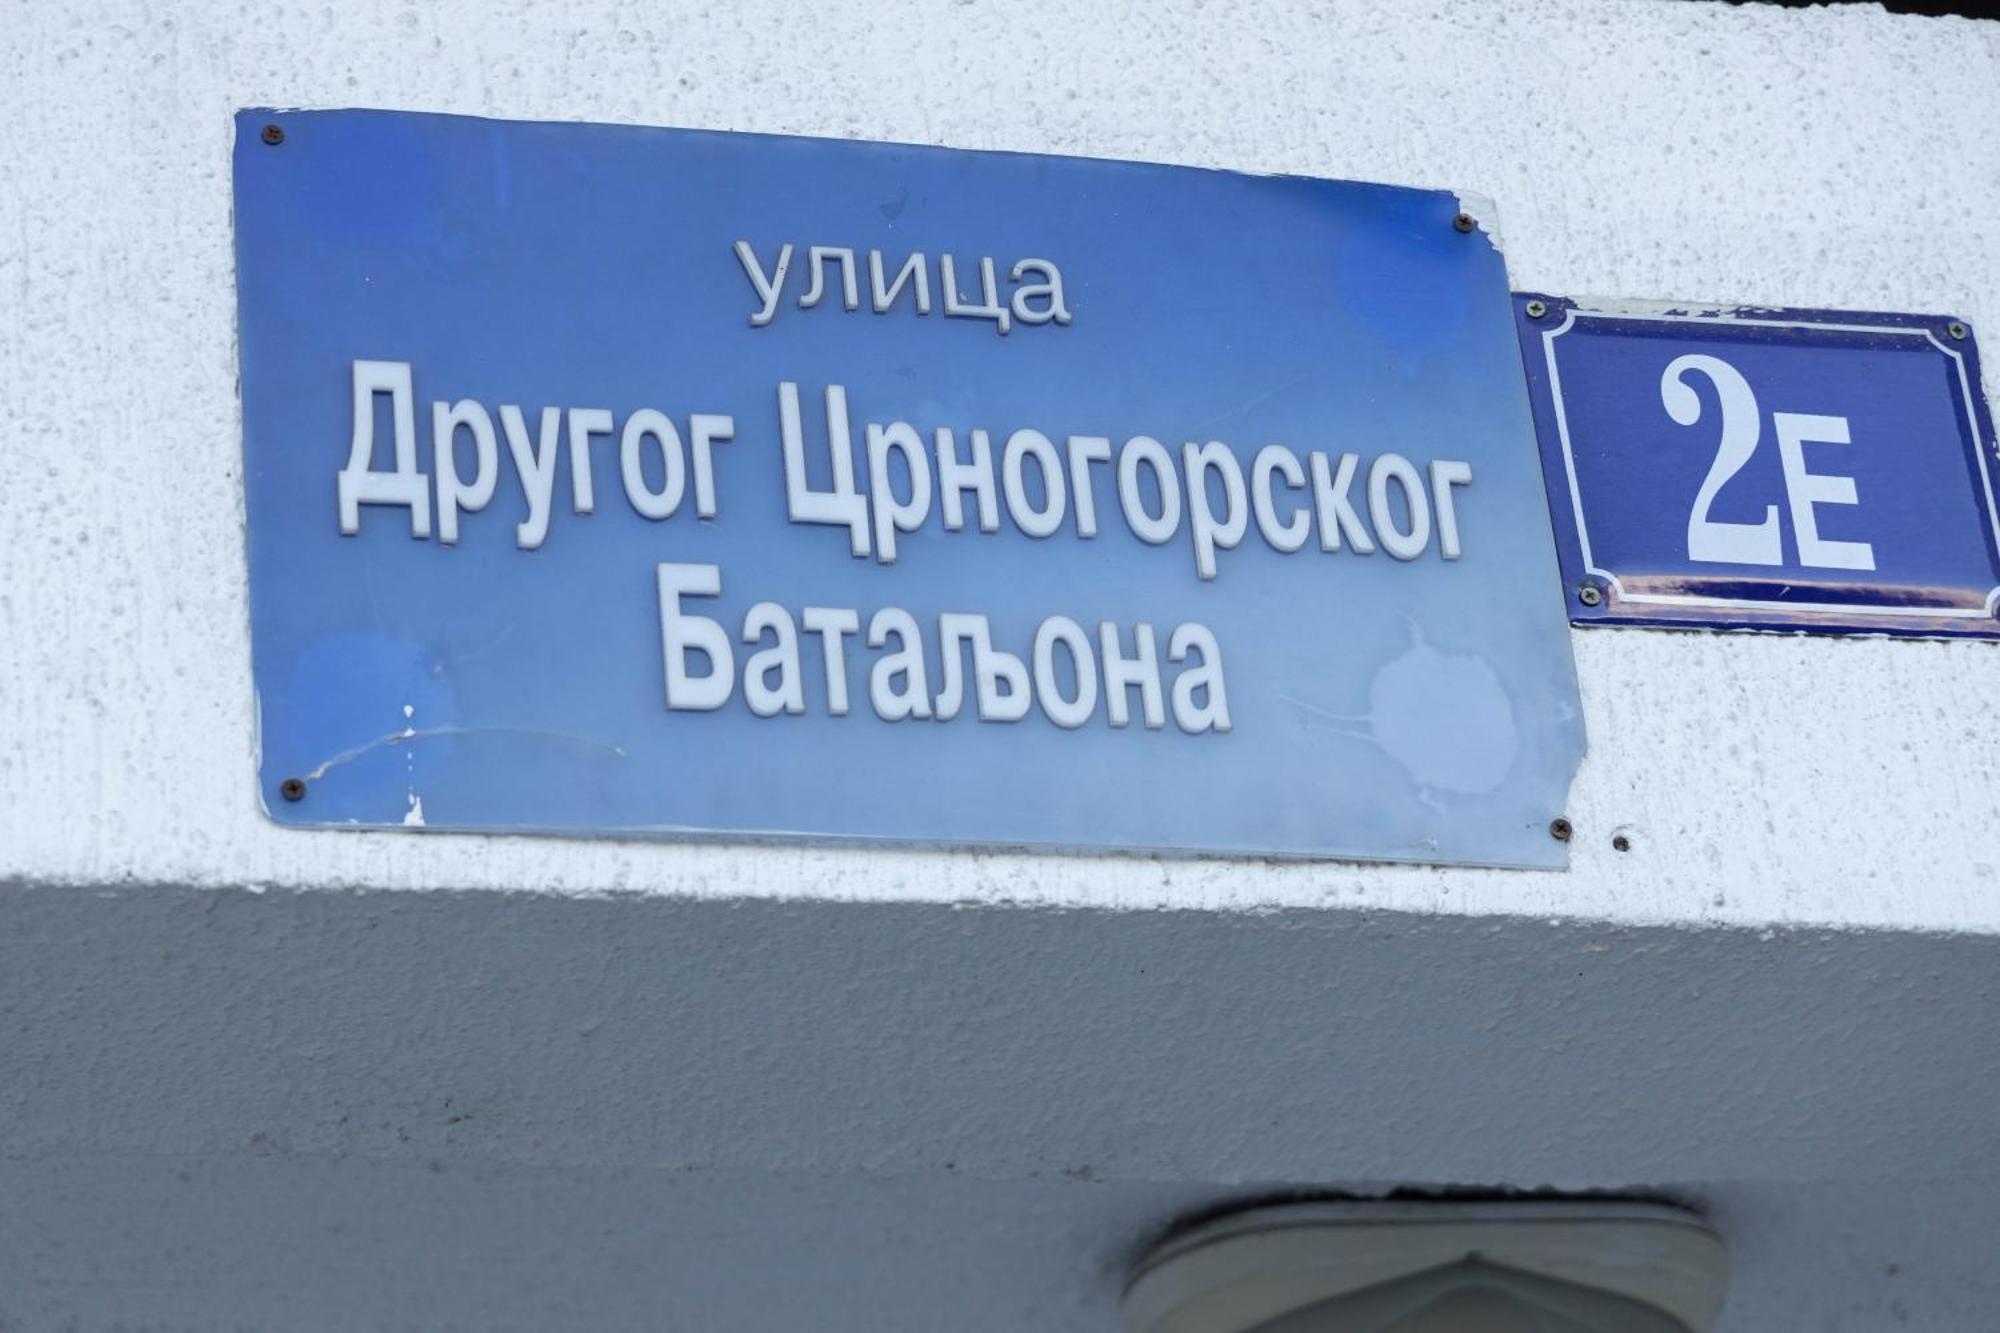 улица
Другог Црногорског
Батаљона
2Е